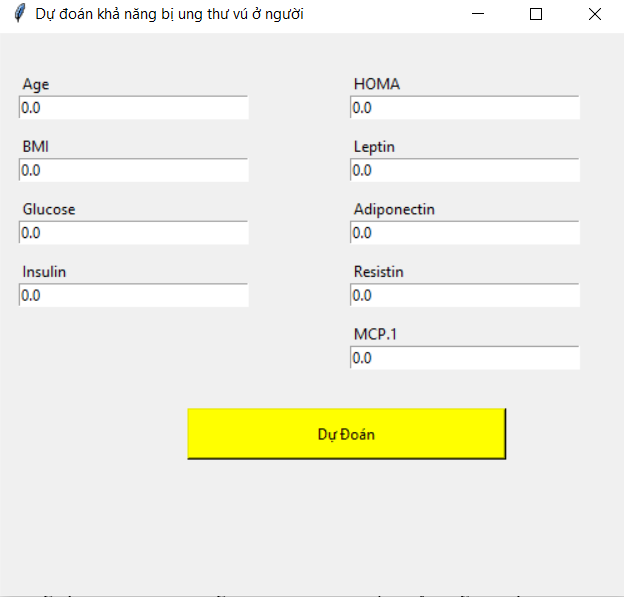 Dự đoán khả năng bị ung thư vú ở người
Age
0.0
BMI
0.0
Glucose
0.0
Insulin
0.0
HOMA
0.0
Leptin
0.0
Adiponectin
0.0
Resistin
0.0
MCP.1
0.0
Dự Đoán